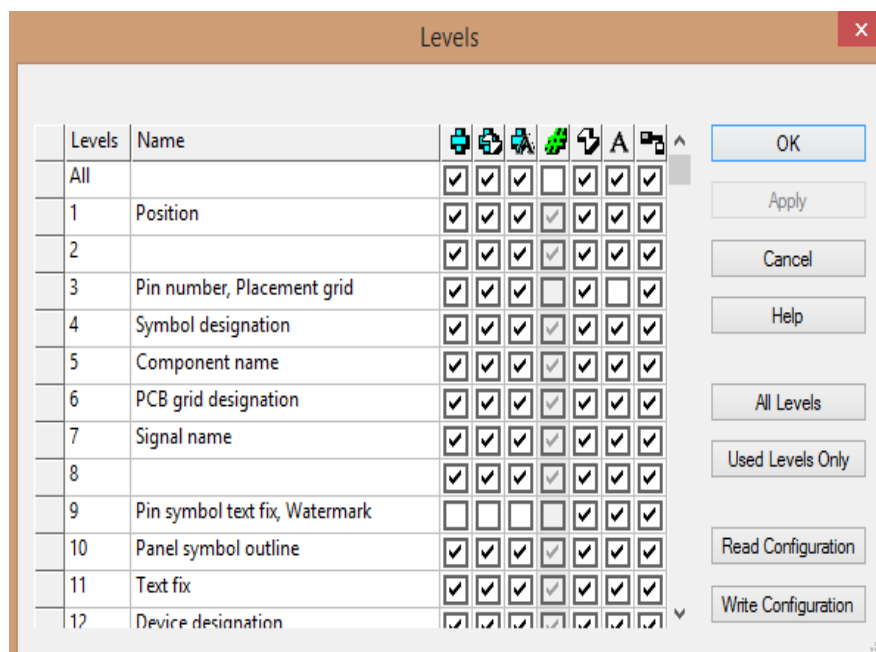 Levels
x
Levels Name A
All
1 Position
2
3 Pin number, Placement grid
4 Symbol designation
5 Component name
6 PCB grid designation
7 Signal name
8
9 Pin symbol text fix, Watermark
10 Panel symbol outline
11 Text fix
12 Device designation
OK
Apply
Cancel
Help
All Levels
Used Levels Only
Read Configuration
Write Configuration